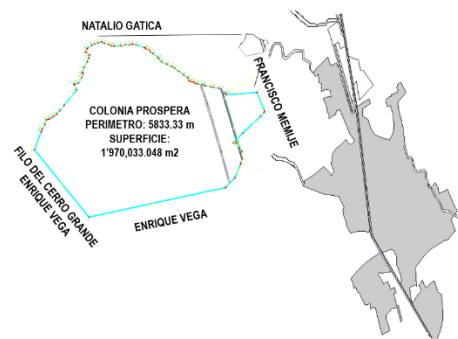 NATALIO GATICA
FRANCISCO MEMIJE
COLONIA PROSPERA
PERIMETRO: 5833.33 m
SUPERFICIE:
1'970,033.048 m2
FILO DEL CERRO GRANDE
ENRIQUE VEGA
ENRIQUE VEGA